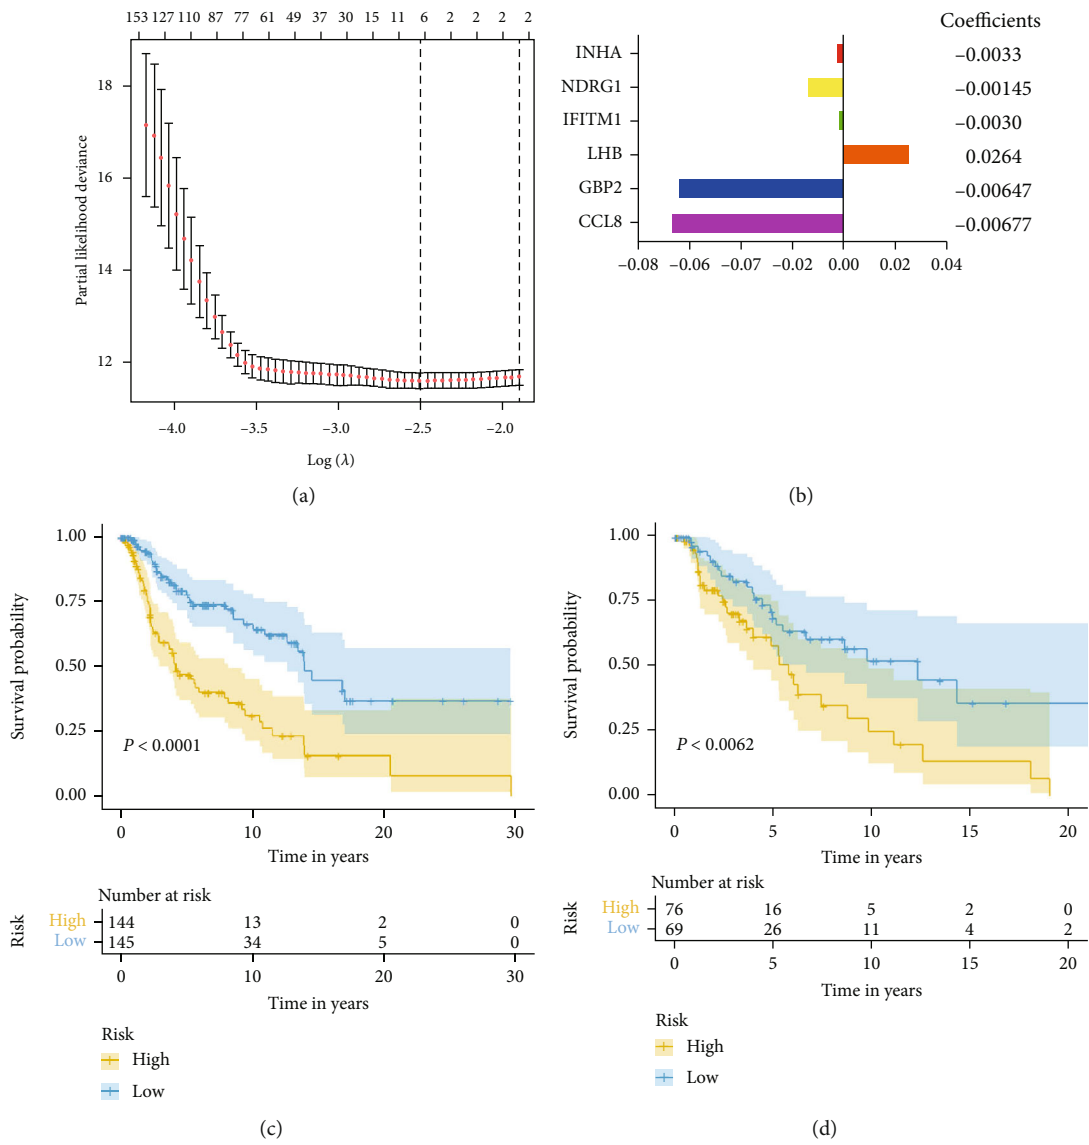 153 127 110 87 77 61 49 37 30 15 11 6 2 2 2 2
18
16
14
12
Partial likelihood deviance
–4.0 –3.5 –3.0 –2.5 –2.0
Log (λ)
(a)
Coefficients
INHA –0.0033
NDRG1 –0.00145
IFITM1 –0.0030
LHB 0.0264
GBP2 –0.00647
CCL8 –0.00677
–0.08 –0.06 –0.07 –0.02 0.00 0.02 0.04
(b)
1.00
0.75
0.50
0.25
0.00
Survival probability
P < 0.0001
0 10 20 30
Time in years
Number at risk
Risk
High 144 13 2 0
Low 145 34 5 0
0 10 20 30
Time in years
Risk
High
Low
(c)
1.00
0.75
0.50
0.25
0.00
Survival probability
P < 0.0062
0 5 10 15 20
Time in years
Number at risk
Risk
High 76 16 5 2 0
Low 69 26 11 4 2
0 5 10 15 20
Time in years
Risk
High
Low
(d)